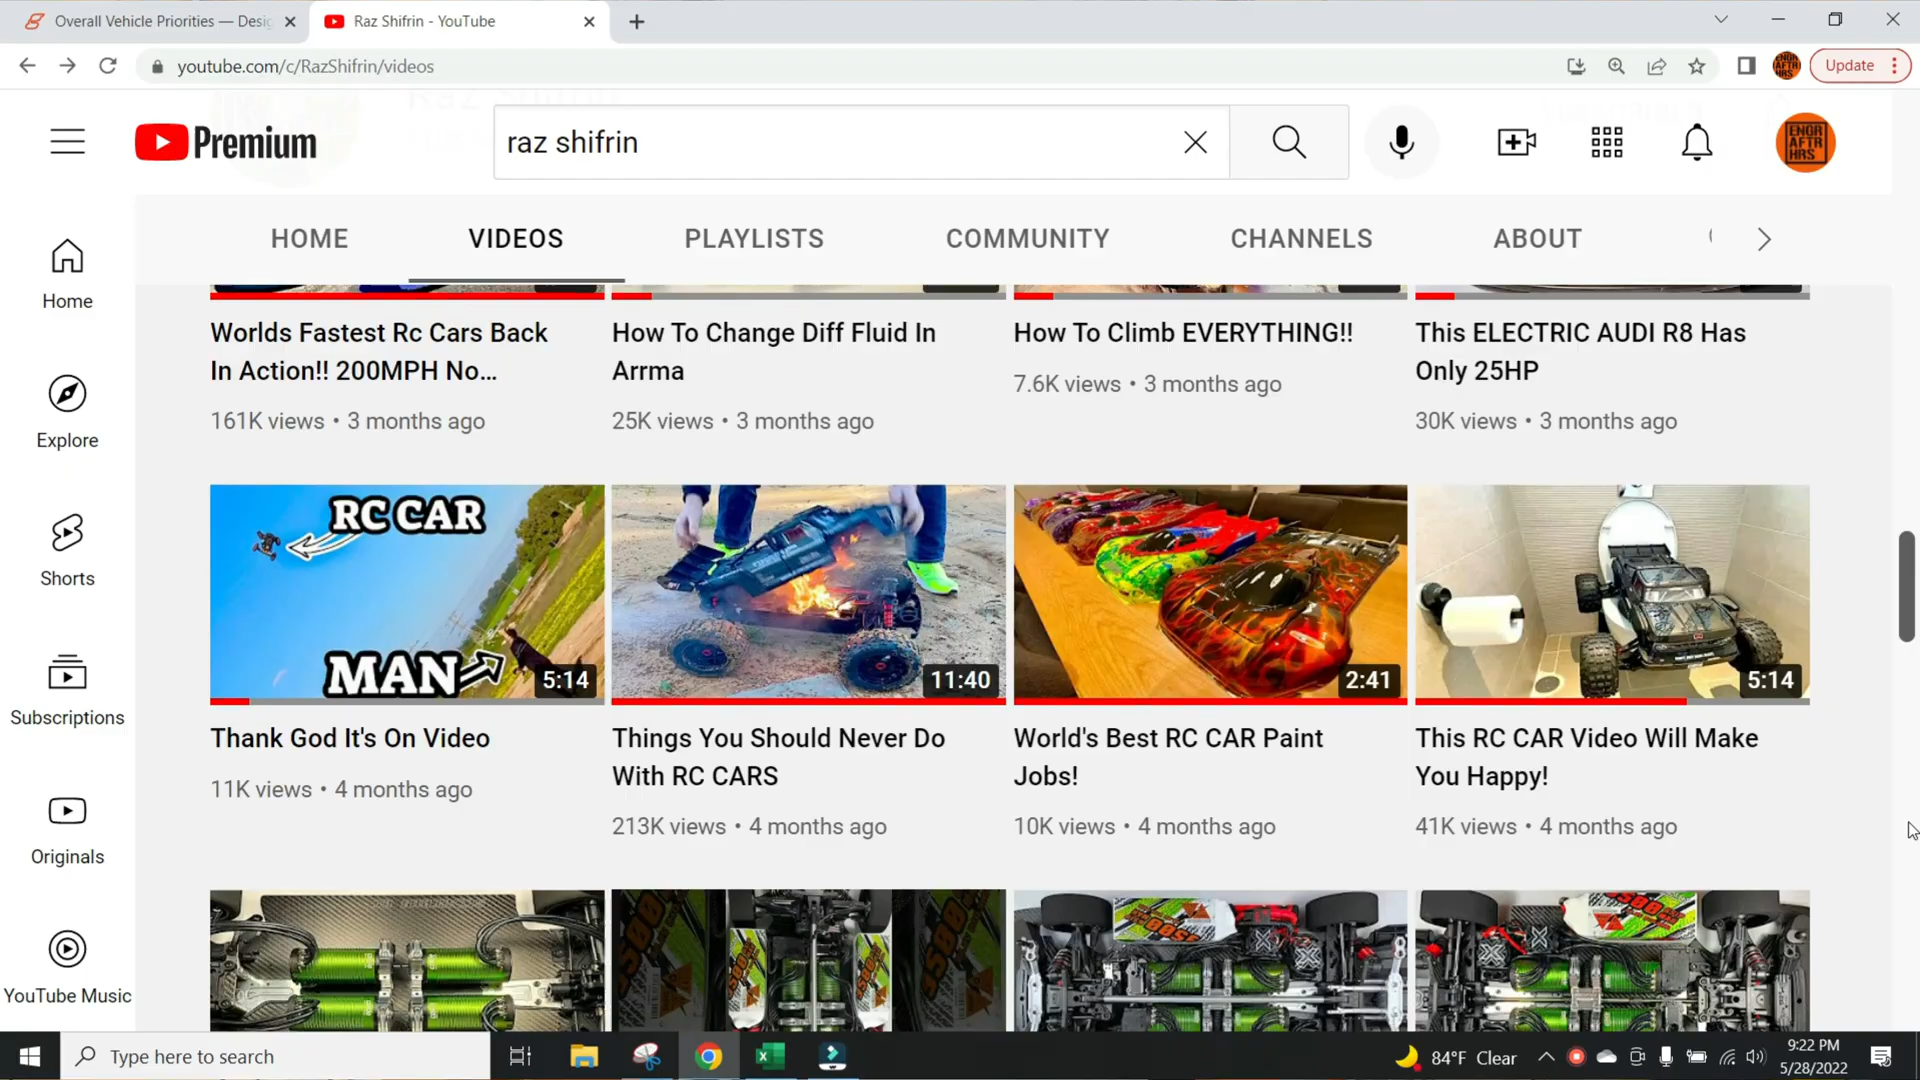 Overall Vehicle Priorities — Desig
Raz Shifrin - YouTube
youtube.com/c/RazShifrin/videos
Update
Premium
raz shifrin
ENGR
AFTR
HRS
HOME VIDEOS PLAYLISTS COMMUNITY CHANNELS ABOUT
Home
Explore
Shorts
Subscriptions
Originals
YouTube Music
Worlds Fastest Rc Cars Back
In Action!! 200MPH No...
161K views • 3 months ago
How To Change Diff Fluid In
Arrma
25K views • 3 months ago
How To Climb EVERYTHING!!
7.6K views • 3 months ago
This ELECTRIC AUDI R8 Has
Only 25HP
30K views • 3 months ago
RC CAR
MAN
5:14
11:40
2:41
5:14
Thank God It's On Video
11K views • 4 months ago
Things You Should Never Do
With RC CARS
213K views • 4 months ago
World's Best RC CAR Paint
Jobs!
10K views • 4 months ago
This RC CAR Video Will Make
You Happy!
41K views • 4 months ago
Type here to search
84°F Clear
9:22 PM
5/28/2022